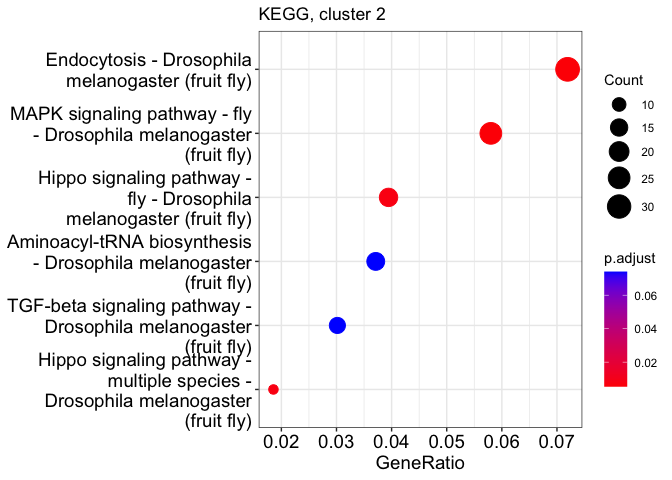 KEGG, cluster 2
Endocytosis - Drosophila
melanogaster (fruit fly)
MAPK signaling pathway - fly
- Drosophila melanogaster
(fruit fly)
Hippo signaling pathway -
fly - Drosophila
melanogaster (fruit fly)
Aminoacyl-tRNA biosynthesis
- Drosophila melanogaster
(fruit fly)
TGF-beta signaling pathway -
Drosophila melanogaster
(fruit fly)
Hippo signaling pathway -
multiple species -
Drosophila melanogaster
(fruit fly)
0.02 0.03 0.04 0.05 0.06 0.07
GeneRatio
Count
10
15
20
25
30
p.adjust
0.06
0.04
0.02